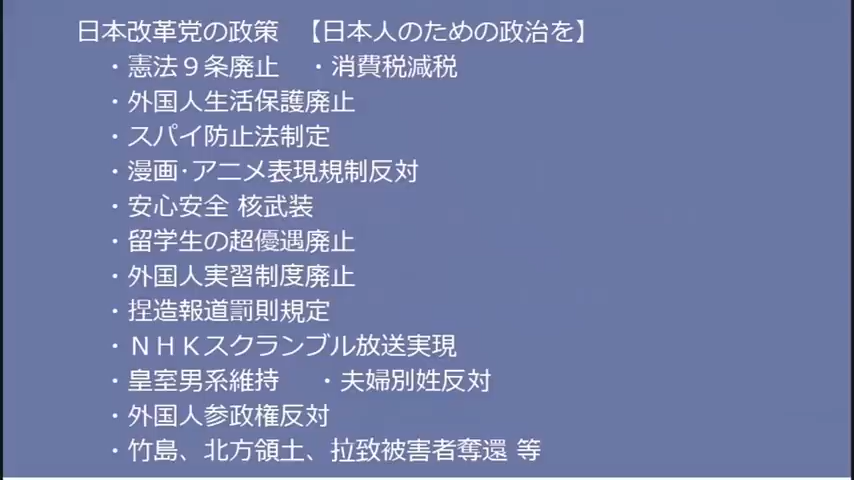 日本改革党の政策　【日本人のための政治を】
・憲法９条廃止　・消費税減税
・外国人生活保護廃止
・スパイ防止法制定
・漫画･アニメ表現規制反対
・安心安全 核武装
・留学生の超優遇廃止
・外国人実習制度廃止
・捏造報道罰則規定
・ＮＨＫスクランブル放送実現
・皇室男系維持　・夫婦別姓反対
・外国人参政権反対
・竹島、北方領土、拉致被害者奪還 等